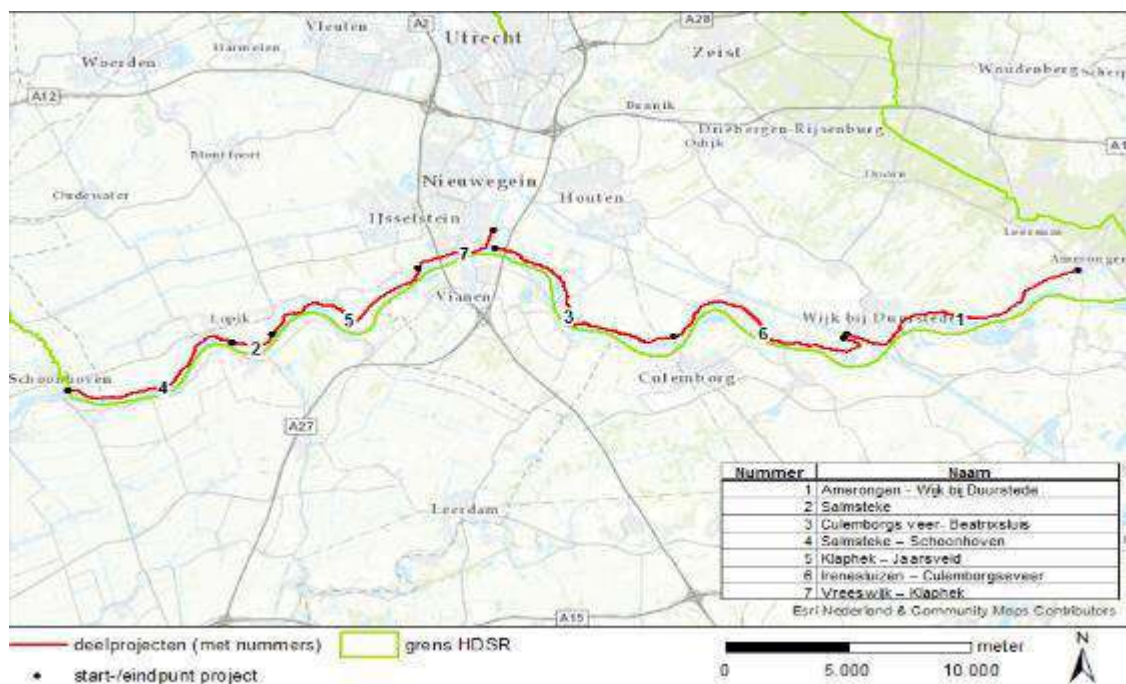 A2
A28
Vleuten
Utrecht
Harmelen
Zeist
Woerden
Woudenberg
A12
Bunnik
Driebergen-Rijsenburg
Odijk
Montfoort
Doorn
Nieuwegein
Oudewater
Houten
IJsselstein
Leersum
Amerongen
7
Vianen
3
Lopik
5
Wijk bij Duurstede
1
2
6
Schoonhoven
4
Culemborg
A27
Leerdam
A15
Nummer Naam
1 Amerongen - Wijk bij Duurstede
2 Salmsteke
3 Culemborgs veer- Beatrixsluis
4 Salmsteke – Schoonhoven
5 Klaphek – Jaarsveld
6 Irenesluizen – Culemborgseveer
7 Vreeswijk – Klaphek
Esri Nederland & Community Maps Contributors
deelprojecten (met nummers) grens HDSR
start-/eindpunt project
meter
0 5.000 10.000
N